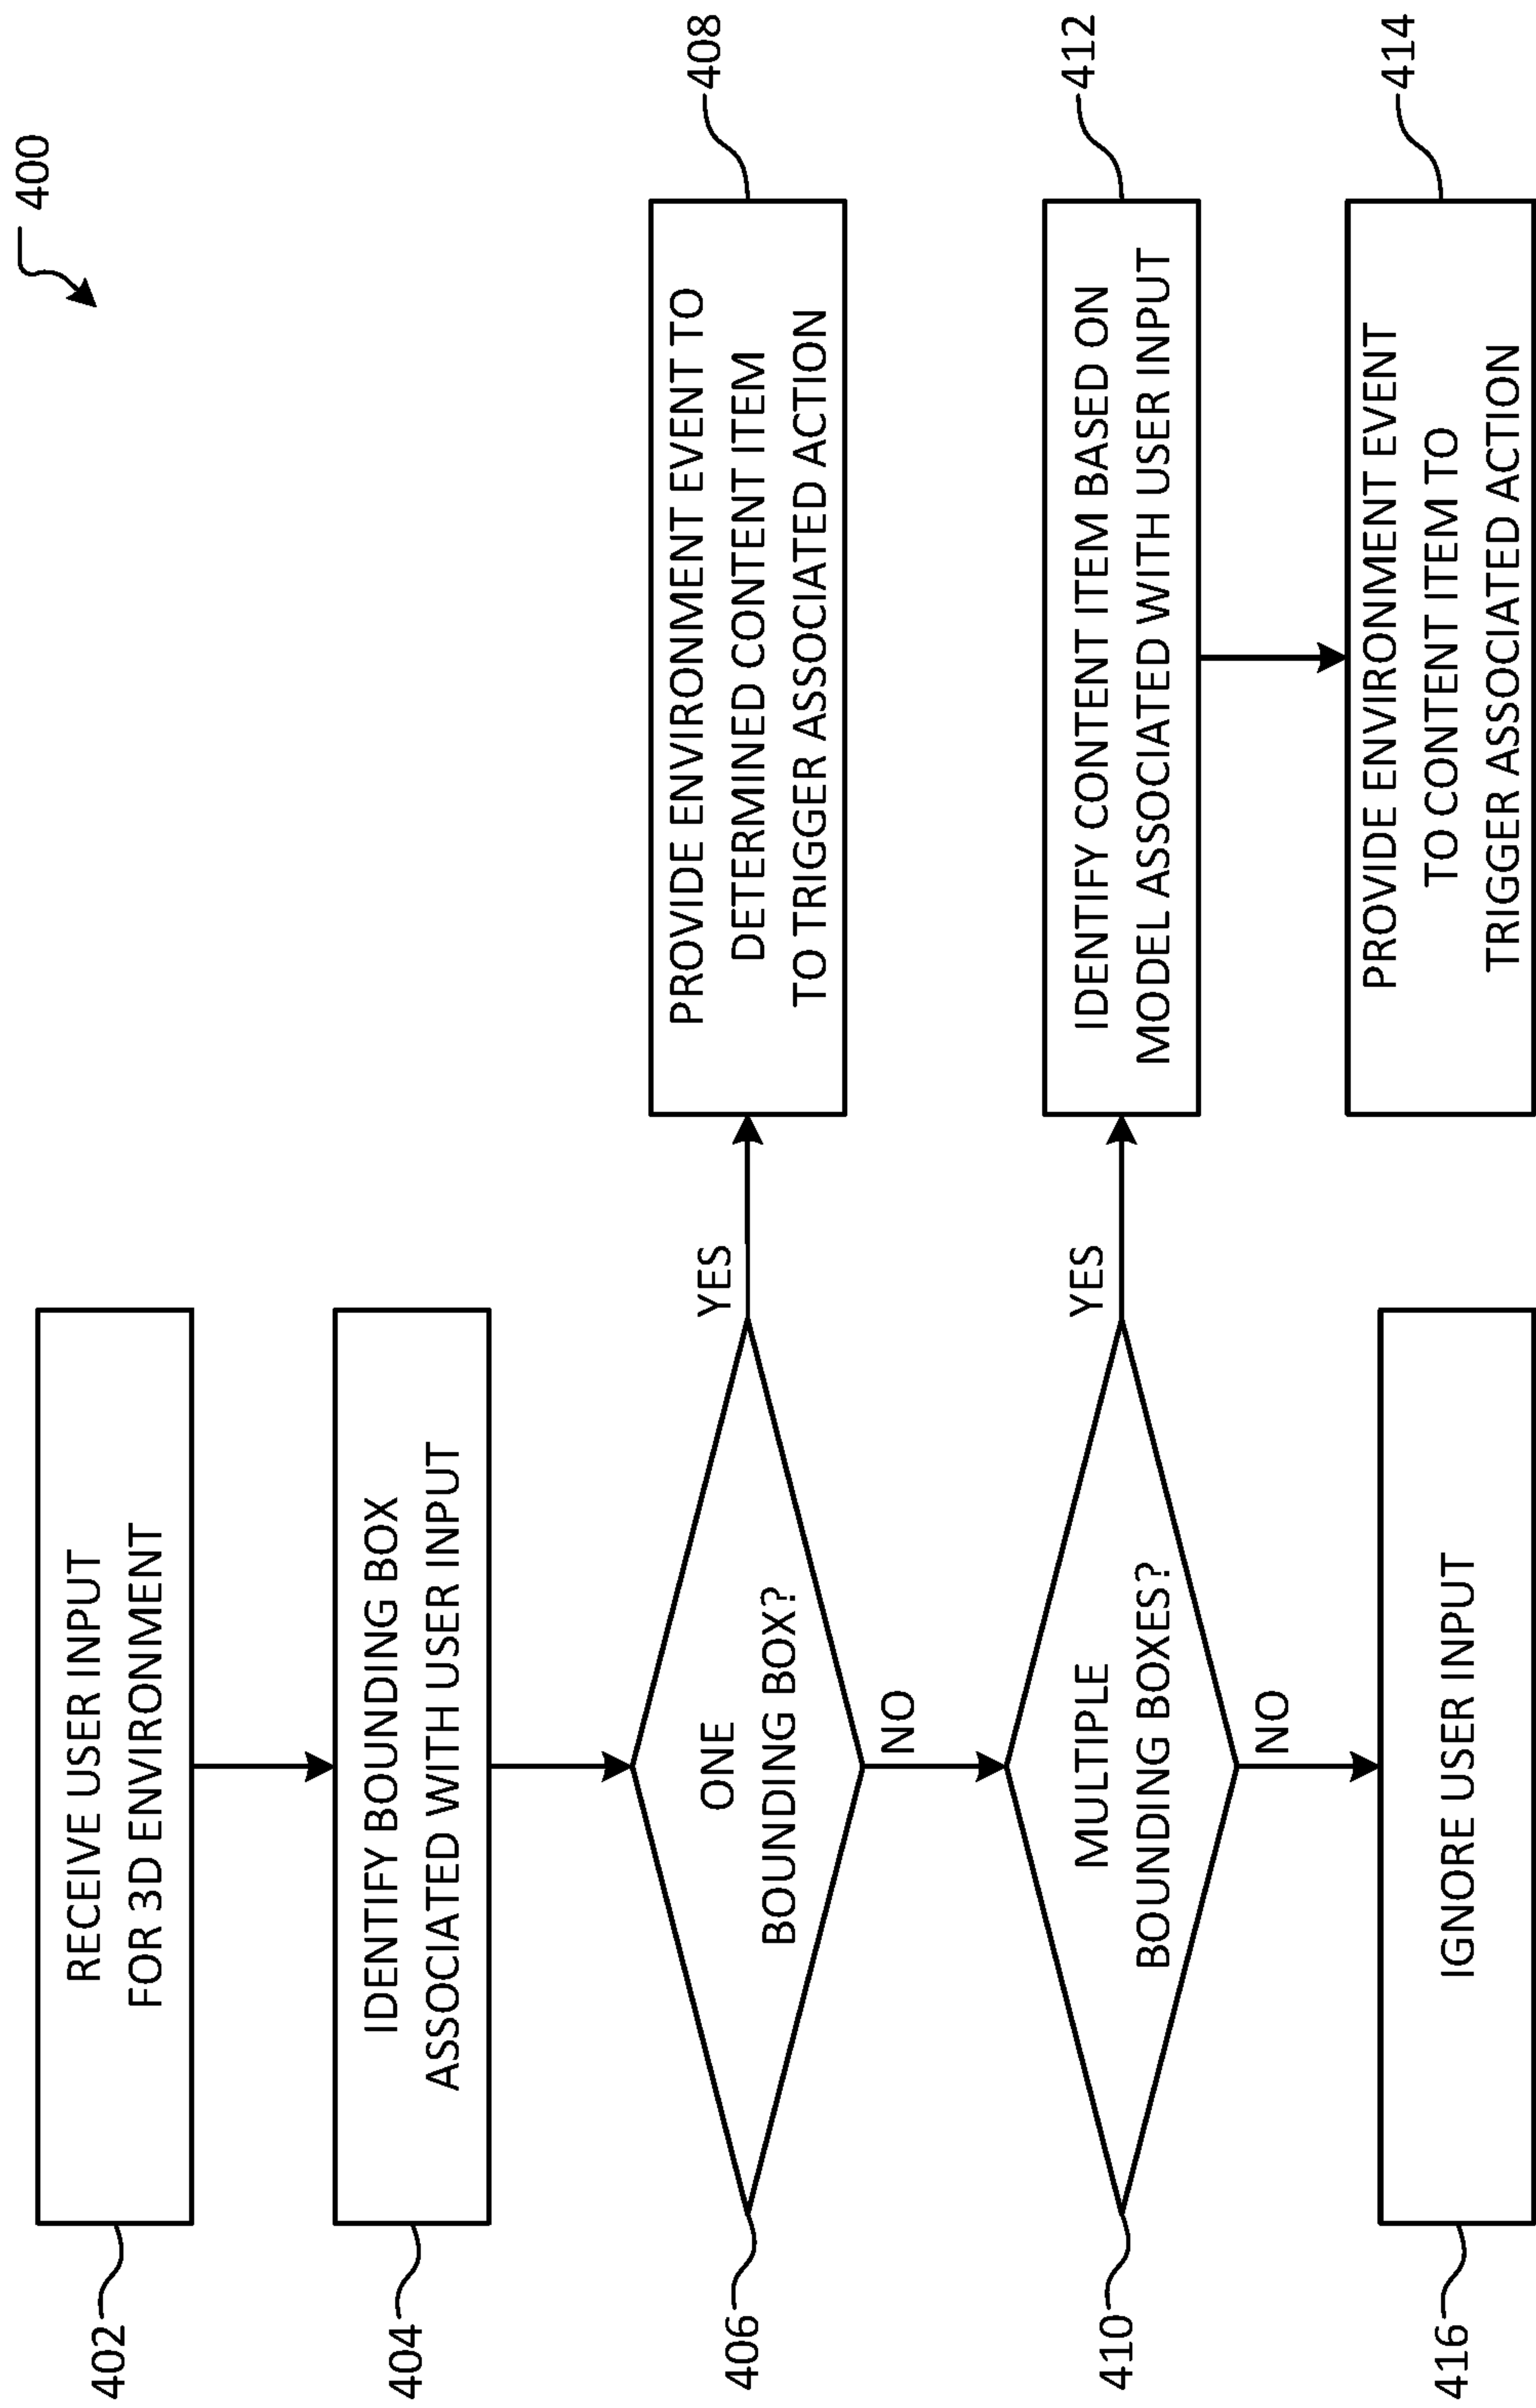 400
402
RECEIVE USER INPUT
FOR 3D ENVIRONMENT
404
IDENTIFY BOUNDING BOX
ASSOCIATED WITH USER INPUT
406
ONE
BOUNDING BOX?
YES
PROVIDE ENVIRONMENT EVENT TO
DETERMINED CONTENT ITEM
TO TRIGGER ASSOCIATED ACTION
408
NO
410
MULTIPLE
BOUNDING BOXES?
YES
IDENTIFY CONTENT ITEM BASED ON
MODEL ASSOCIATED WITH USER INPUT
412
NO
416
IGNORE USER INPUT
PROVIDE ENVIRONMENT EVENT
TO CONTENT ITEM TO
TRIGGER ASSOCIATED ACTION
414